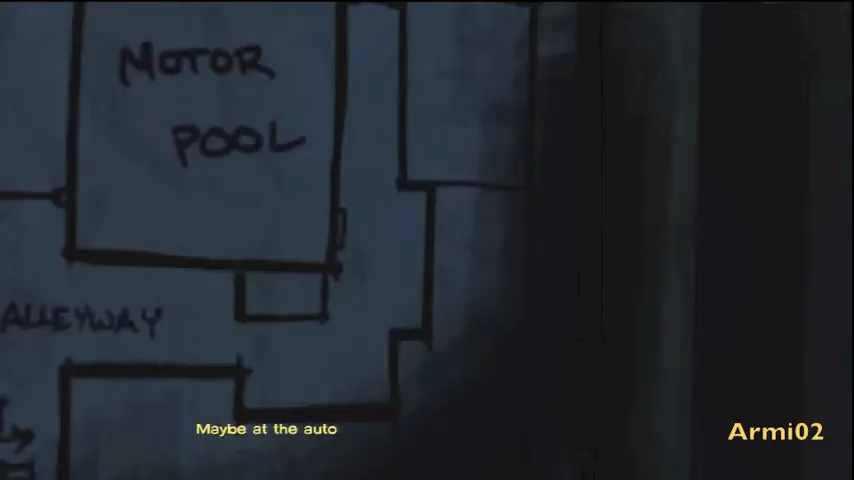 MOTOR
POOL
ALLEYWAY
Maybe at the auto
Armi02